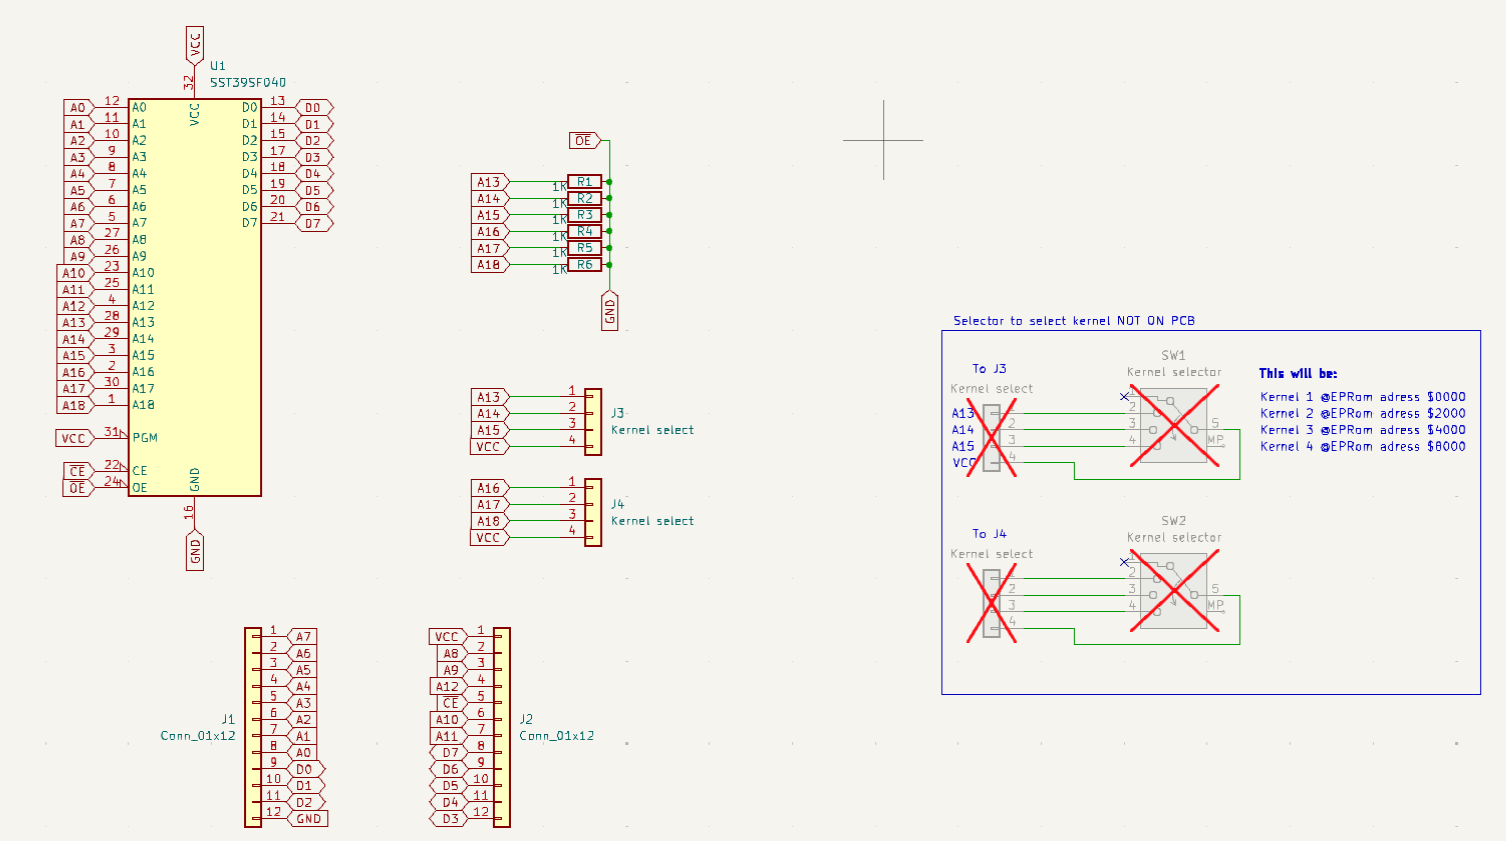 VCC
32
U1
SST39SF040
A0 12 A0 VCC D0 13 D0
A1 11 A1 D1 14 D1
A2 10 A2 D2 15 D2
A3 9 A3 D3 17 D3
A4 8 A4 D4 18 D4
A5 7 A5 D5 19 D5
A6 6 A6 D6 20 D6
A7 5 A7 D7 21 D7
A8 27 A8
A9 26 A9
A10 23 A10
A11 25 A11
A12 4 A12
A13 28 A13
A14 29 A14
A15 3 A15
A16 2 A16
A17 30 A17
A18 1 A18
VCC 31 PGM
CE 22 CE
OE 24 OE
GND
16
GND
OE
A13 1K R1
A14 1K R2
A15 1K R3
A16 1K R4
A17 1K R5
A18 1K R6
GND
A13 1
A14 2
A15 3
VCC 4
J3
Kernel select
A16 1
A17 2
A18 3
VCC 4
J4
Kernel select
1 A7
2 A6
3 A5
4 A4
5 A3
6 A2
7 A1
8 A0
9 D0
10 D1
11 D2
12 GND
J1
Conn_01x12
VCC 1
A8 2
A9 3
A12 4
CE 5
A10 6
A11 7
D7 8
D6 9
D5 10
D4 11
D3 12
J2
Conn_01x12
Selector to select kernel NOT ON PCB
To J3
Kernel select
A13 1
A14 2
A15 3
VCC 4
SW1
Kernel selector
1
2
3
4
5
MP
This will be:
Kernel 1 @EPRom adress $0000
Kernel 2 @EPRom adress $2000
Kernel 3 @EPRom adress $4000
Kernel 4 @EPRom adress $8000
To J4
Kernel select
1
2
3
4
SW2
Kernel selector
1
2
3
4
5
MP